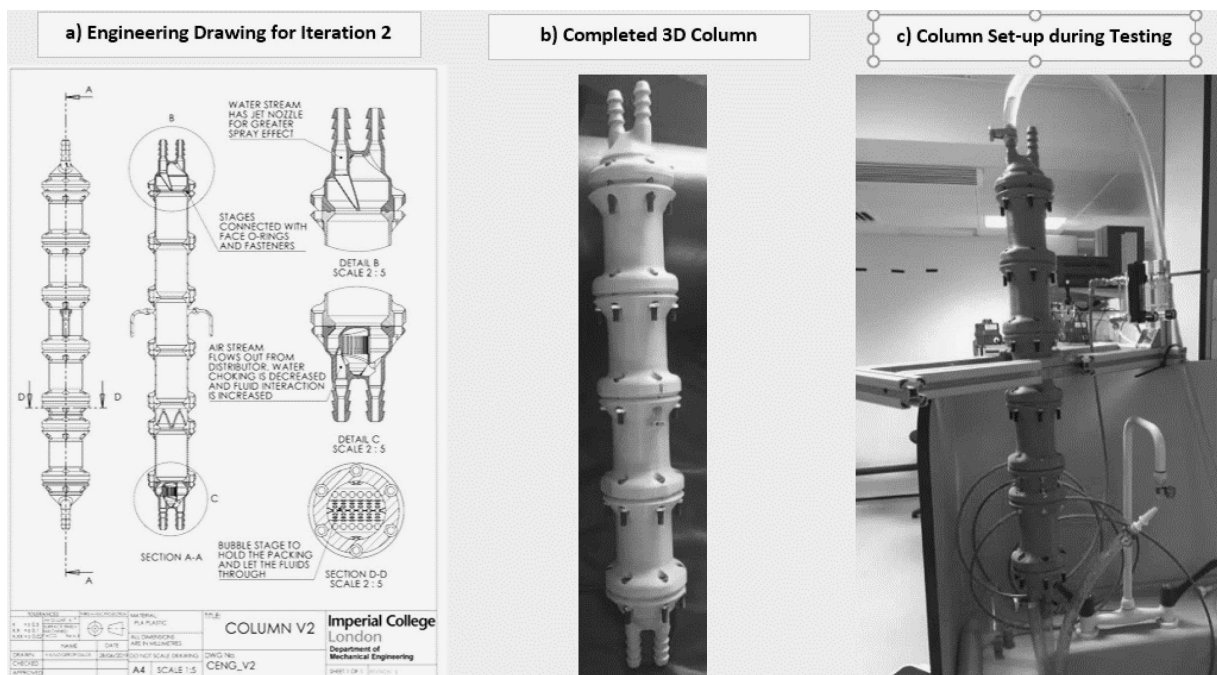 a) Engineering Drawing for Iteration 2
b) Completed 3D Column
c) Column Set-up during Testing
A
B
WATER STREAM
HAS JET NOZZLE
FOR GREATER
SPRAY EFFECT
STAGES
CONNECTED WITH
FACE O-RINGS
AND FASTENERS
DETAIL B
SCALE 2 : 5
AIR STREAM
FLOWS OUT FROM
DISTRIBUTOR, WATER
CHOKING IS DECREASED
AND FLUID INTERACTION
IS INCREASED
D
D
DETAIL C
SCALE 2 : 5
C
SECTION A-A
BUBBLE STAGE TO
HOLD THE PACKING
AND LET THE FLUIDS
THROUGH
SECTION D-D
SCALE 2 : 5
A
MATERIAL:
PLA PLASTIC
ALL DIMENSIONS
ARE IN MILLIMETRES
COLUMN V2
Imperial College
London
Department of
Mechanical Engineering
NAME
DATE
DO NOT SCALE DRAWING
DWG No.
DRAWN
CHECKED
APPROVED
A4
SCALE 1:5
CENG_V2